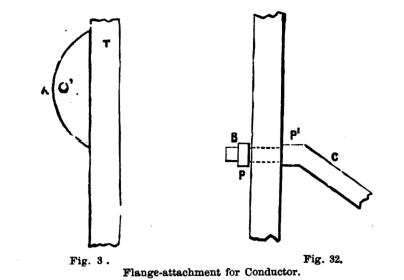 T
O'
A
B
P'
P
C
Fig. 3 .
Fig. 32.
Flange-attachment for Conductor.